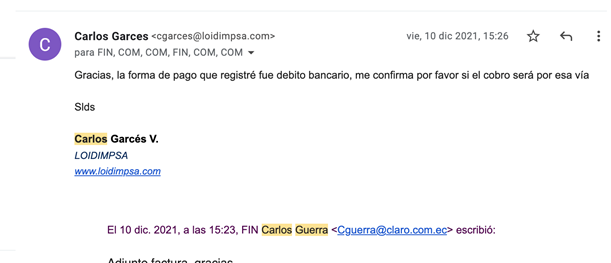 C
Carlos Garces <cgarces@loidimpsa.com> vie, 10 dic 2021, 15:26
para FIN, COM, COM, FIN, COM, COM
Gracias, la forma de pago que registré fue debito bancario, me confirma por favor si el cobro será por esa vía
Slds
Carlos Garcés V.
LOIDIMPSA
www.loidimpsa.com
El 10 dic. 2021, a las 15:23, FIN Carlos Guerra <Cguerra@claro.com.ec> escribió:
Adjunto factura, gracias